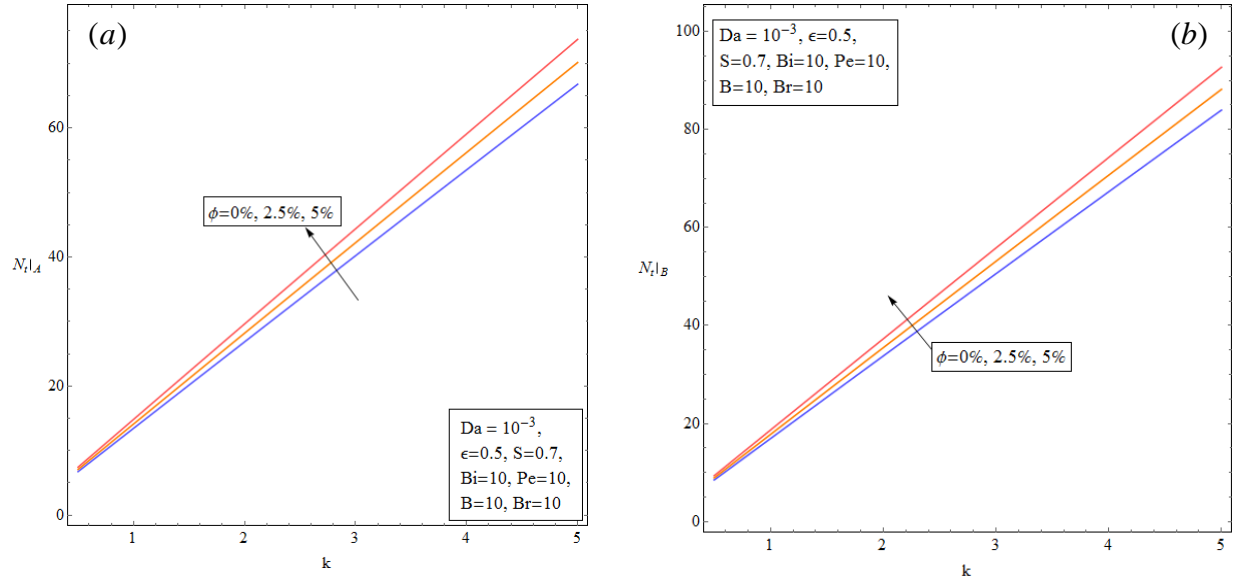 (a)
60
40
20
0
N_t|_A
ϕ=0%, 2.5%, 5%
Da = 10^{-3},
ϵ=0.5, S=0.7,
Bi=10, Pe=10,
B=10, Br=10
1 2 3 4 5
k
(b)
Da = 10^{-3}, ϵ=0.5,
S=0.7, Bi=10, Pe=10,
B=10, Br=10
100
80
60
40
20
0
N_t|_B
ϕ=0%, 2.5%, 5%
1 2 3 4 5
k